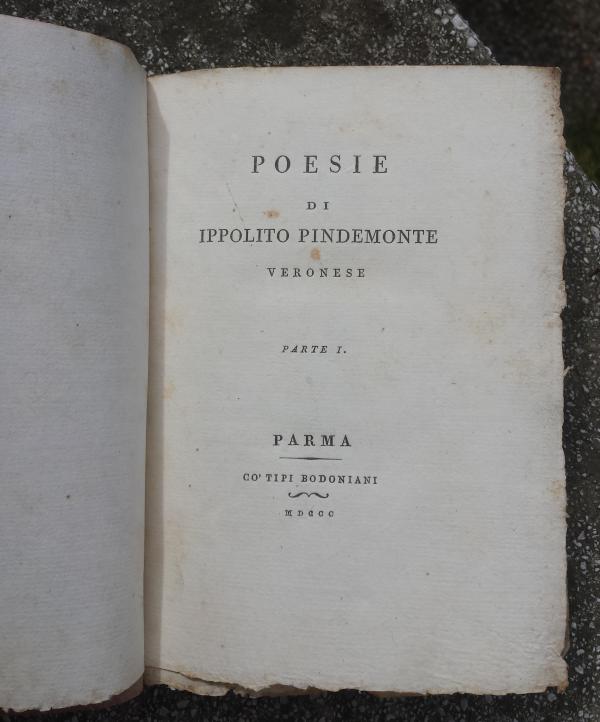 POESIE
DI
IPPOLITO PINDEMONTE
VERONESE
PARTE I.
PARMA
CO' TIPI BODONIANI
MDCCC